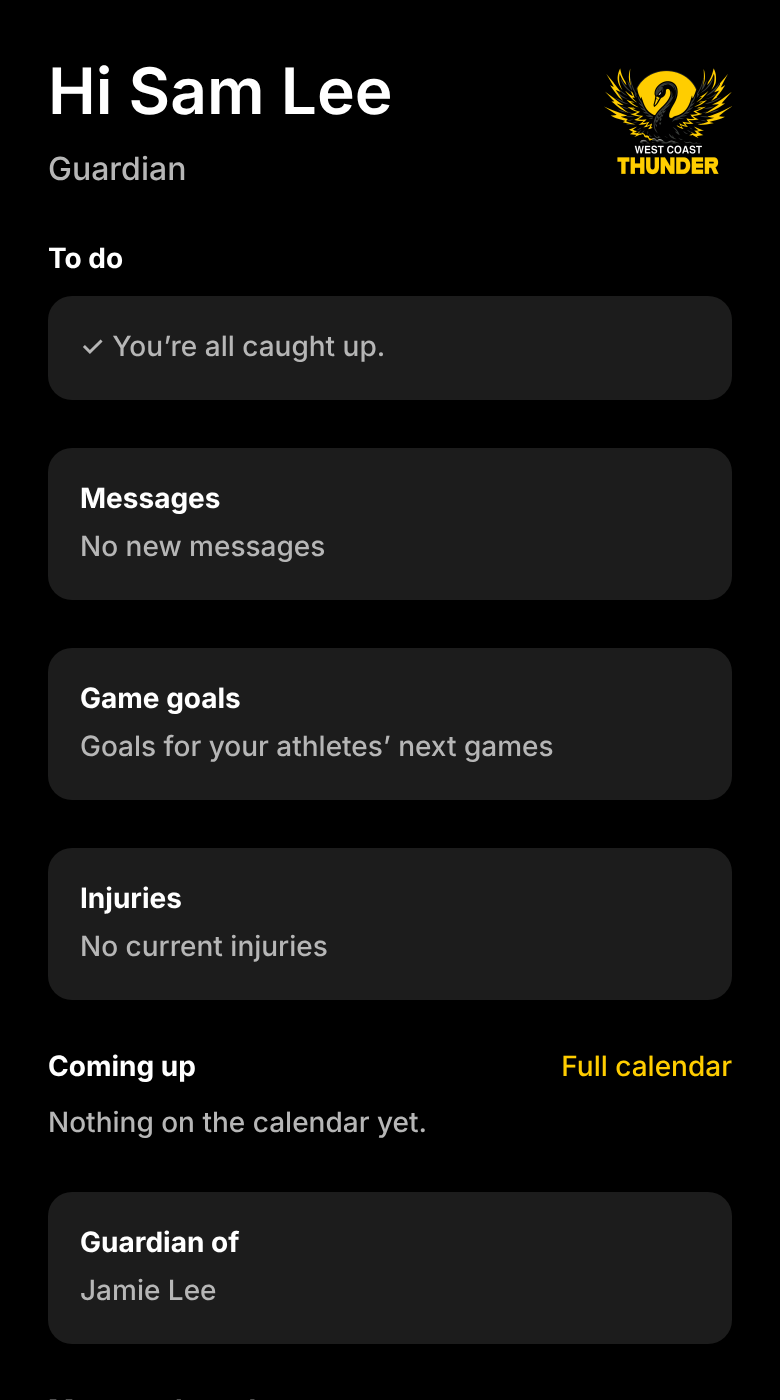 Hi Sam Lee
Guardian
WEST COAST
THUNDER
To do
✓ You’re all caught up.
Messages
No new messages
Game goals
Goals for your athletes’ next games
Injuries
No current injuries
Coming up
Full calendar
Nothing on the calendar yet.
Guardian of
Jamie Lee